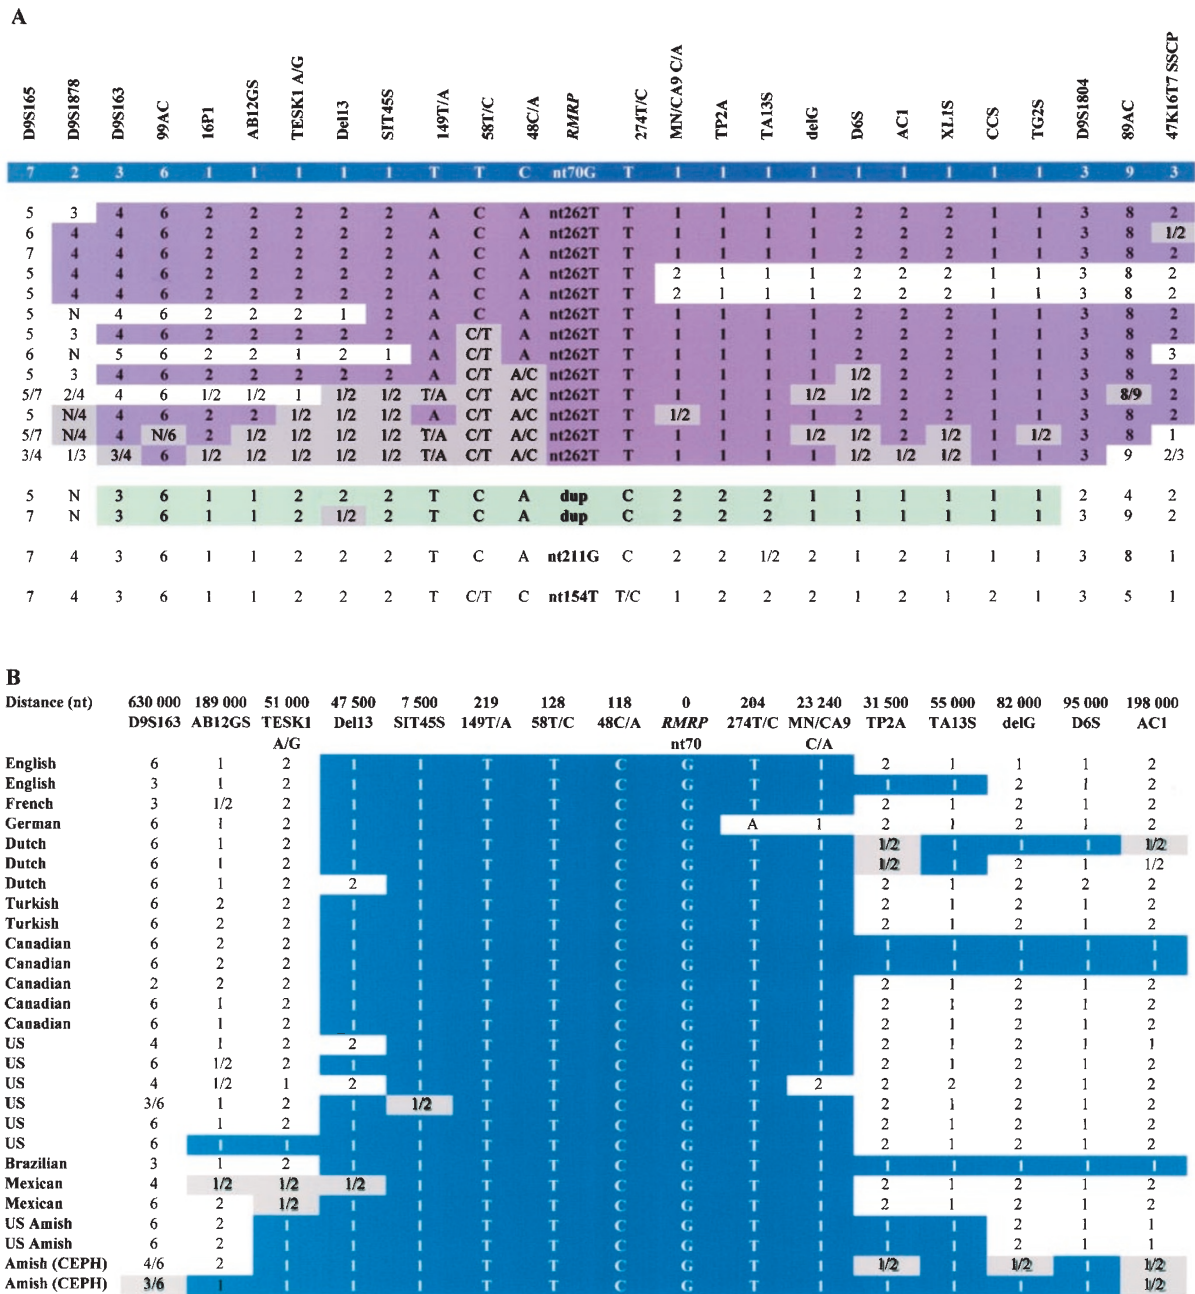 A
D9S165 D9S1878 D9S163 99AC 16P1 AB12GS TESK1 A/G Del13 SIT45S 149T/A 58T/C 48C/A RMRP 274T/C MN/CA9 C/A TP2A TA13S delG D6S AC1 XL1S CCS TG2S D9S1804 89AC 47K16T7 SSCP
7 2 3 6 1 1 1 1 1 T T C nt70G T 1 1 1 1 1 1 1 1 1 3 9 3
5 3 4 6 2 2 2 2 2 A C A nt262T T 1 1 1 1 2 2 2 1 1 3 8 2
6 4 4 6 2 2 2 2 2 A C A nt262T T 1 1 1 1 2 2 2 1 1 3 8 1/2
7 4 4 6 2 2 2 2 2 A C A nt262T T 1 1 1 1 2 2 2 1 1 3 8 2
5 4 4 6 2 2 2 2 2 A C A nt262T T 2 1 1 1 2 2 2 1 1 3 8 2
5 4 4 6 2 2 2 2 2 A C A nt262T T 2 1 1 1 2 2 2 1 1 3 8 2
5 N 4 6 2 2 2 1 2 A C A nt262T T 1 1 1 1 2 2 2 1 1 3 8 2
5 3 4 6 2 2 2 2 2 A C/T A nt262T T 1 1 1 1 2 2 2 1 1 3 8 2
6 N 5 6 2 2 1 2 1 A C/T A nt262T T 1 1 1 1 2 2 2 1 1 3 8 3
5 3 4 6 2 2 2 2 2 A C/T A/C nt262T T 1 1 1 1 1/2 2 2 1 1 3 8 2
5/7 2/4 4 6 1/2 1/2 1 1/2 1/2 T/A C/T A/C nt262T T 1 1 1 1/2 1/2 2 2 1 1 3 8/9 2
5 N/4 4 6 2 2 1/2 1/2 1/2 A C/T A/C nt262T T 1/2 1 1 1 2 2 2 1 1 3 8 2
5/7 N/4 4 N/6 2 1/2 1/2 1/2 1/2 T/A C/T A/C nt262T T 1 1 1 1/2 1/2 2 1/2 1 1/2 3 8 1
3/4 1/3 3/4 6 1/2 1/2 1/2 1/2 1/2 T/A C/T A/C nt262T T 1 1 1 1 1/2 1/2 1/2 1 1 3 9 2/3
5 N 3 6 1 1 2 2 2 T C A dup C 2 2 2 1 1 1 1 1 1 2 4 2
7 N 3 6 1 1 2 1/2 2 T C A dup C 2 2 2 1 1 1 1 1 1 3 9 2
7 4 3 6 1 1 2 2 2 T C A nt211G C 2 2 1/2 2 1 2 1 1 1 3 8 1
7 4 3 6 1 1 2 2 2 T C/T C nt154T T/C 1 2 2 2 1 2 1 2 1 3 5 1
B
Distance (nt) 630 000 189 000 51 000 47 500 7 500 219 128 118 0 204 23 240 31 500 55 000 82 000 95 000 198 000
D9S163 AB12GS TESK1 Del13 SIT45S 149T/A 58T/C 48C/A RMRP 274T/C MN/CA9 TP2A TA13S delG D6S AC1
A/G nt70 C/A
English 6 1 2 1 1 T T C G T 1 2 1 1 1 2
English 3 1 2 1 1 T T C G T 1 1 1 2 1 2
French 3 1/2 2 1 1 T T C G T 1 2 1 2 1 2
German 6 1 2 1 1 T T C G A 1 2 1 2 1 2
Dutch 6 1 2 1 1 T T C G T 1 1/2 1 1 1 1/2
Dutch 6 1 2 1 1 T T C G T 1 1/2 1 2 1 1/2
Dutch 6 1 2 2 1 T T C G T 1 2 1 2 2 2
Turkish 6 2 2 1 1 T T C G T 1 2 1 2 1 2
Turkish 6 2 2 1 1 T T C G T 1 2 1 2 1 2
Canadian 6 2 2 1 1 T T C G T 1 1 1 1 1 1
Canadian 6 2 2 1 1 T T C G T 1 1 1 1 1 1
Canadian 2 2 2 1 1 T T C G T 1 2 1 2 1 2
Canadian 6 1 2 1 1 T T C G T 1 2 1 2 1 2
Canadian 6 1 2 1 1 T T C G T 1 2 1 2 1 2
US 4 1 2 2 1 T T C G T 1 2 1 2 1 1
US 6 1/2 2 1 1 T T C G T 1 2 1 2 1 2
US 4 1/2 1 2 1 T T C G T 2 2 2 2 1 2
US 3/6 1 2 1 1/2 T T C G T 1 2 1 2 1 2
US 6 1 2 1 1 T T C G T 1 2 1 2 1 2
US 6 1 1 1 1 T T C G T 1 2 1 2 1 2
Brazilian 3 1 2 1 1 T T C G T 1 1 1 1 1 1
Mexican 4 1/2 1/2 1/2 1 T T C G T 1 2 1 2 1 2
Mexican 6 2 1/2 1 1 T T C G T 1 2 1 2 1 2
US Amish 6 2 1 1 1 T T C G T 1 1 1 2 1 1
US Amish 6 2 1 1 1 T T C G T 1 1 1 2 1 1
Amish (CEPH) 4/6 2 1 1 1 T T C G T 1 1/2 1 1/2 1 1/2
Amish (CEPH) 3/6 1 1 1 1 T T C G T 1 1 1 1 1 1/2